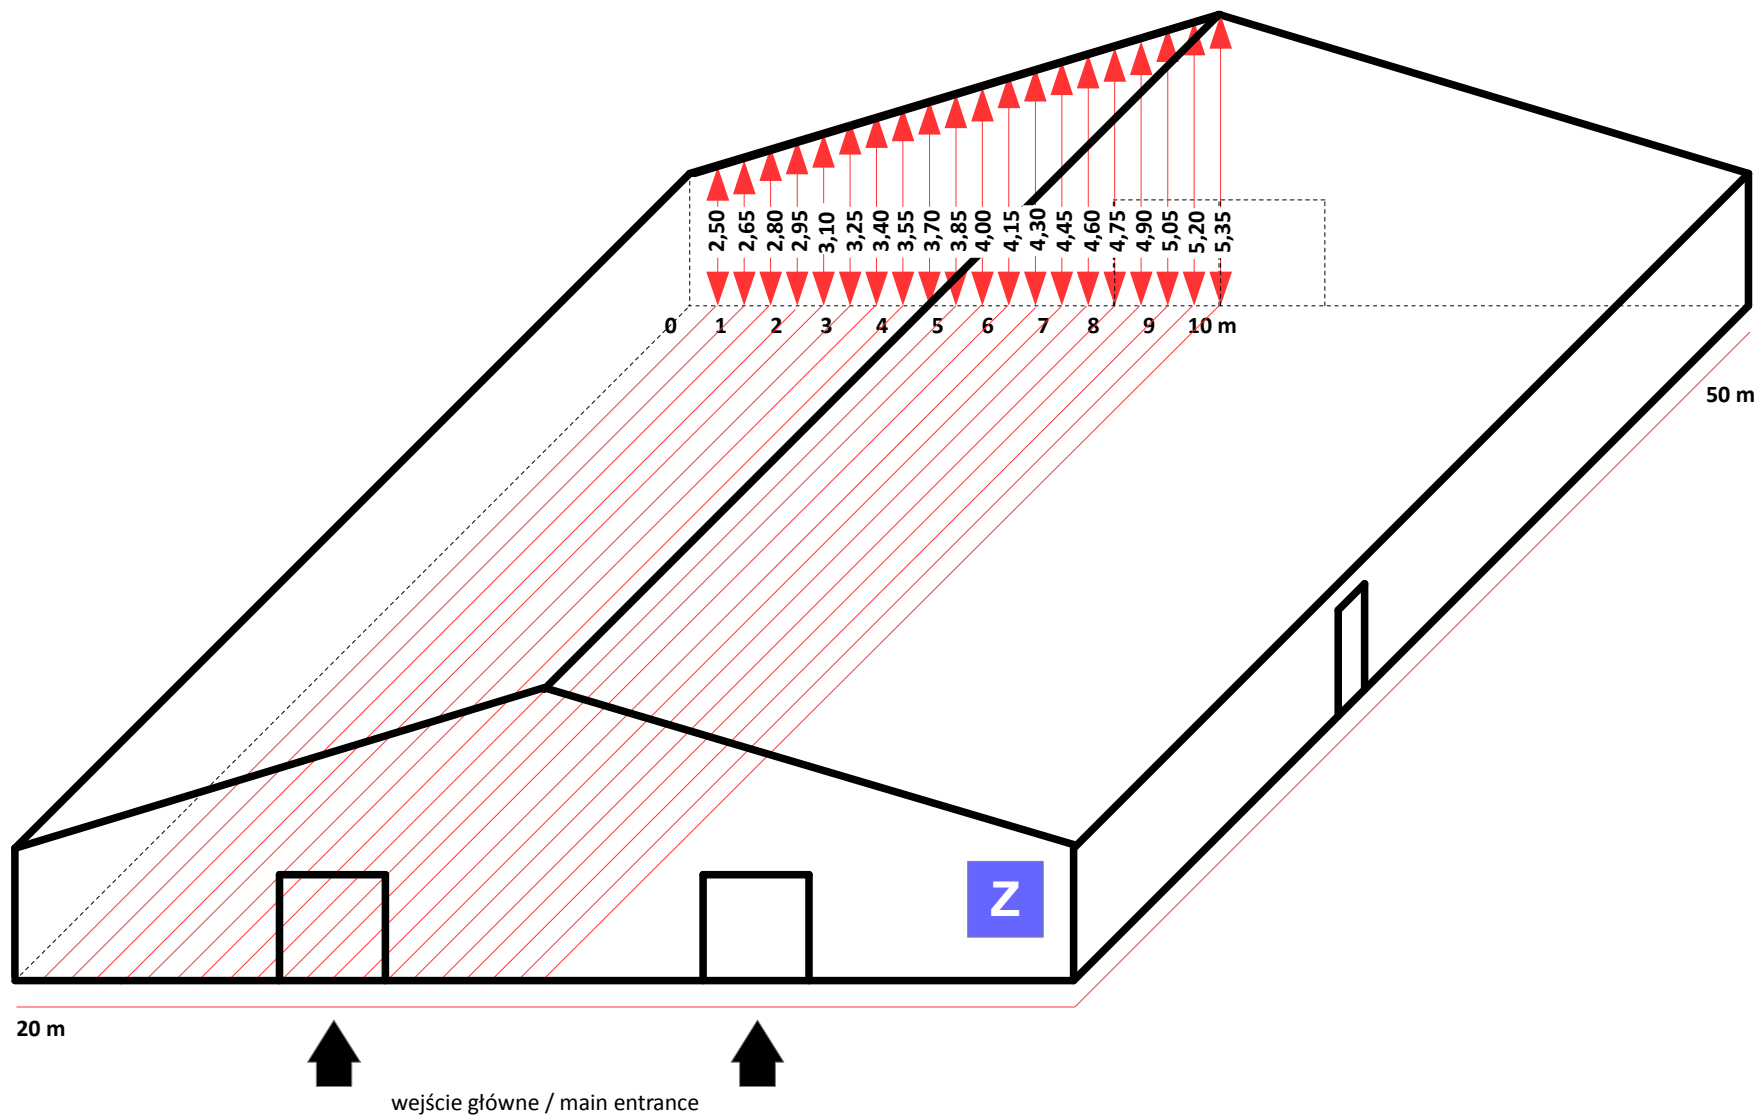 2,50 2,65 2,80 2,95 3,10 3,25 3,40 3,55 3,70 3,85 4,00 4,15 4,30 4,45 4,60 4,75 4,90 5,05 5,20 5,35
0 1 2 3 4 5 6 7 8 9 10 m
50 m
Z
20 m
wejście główne / main entrance